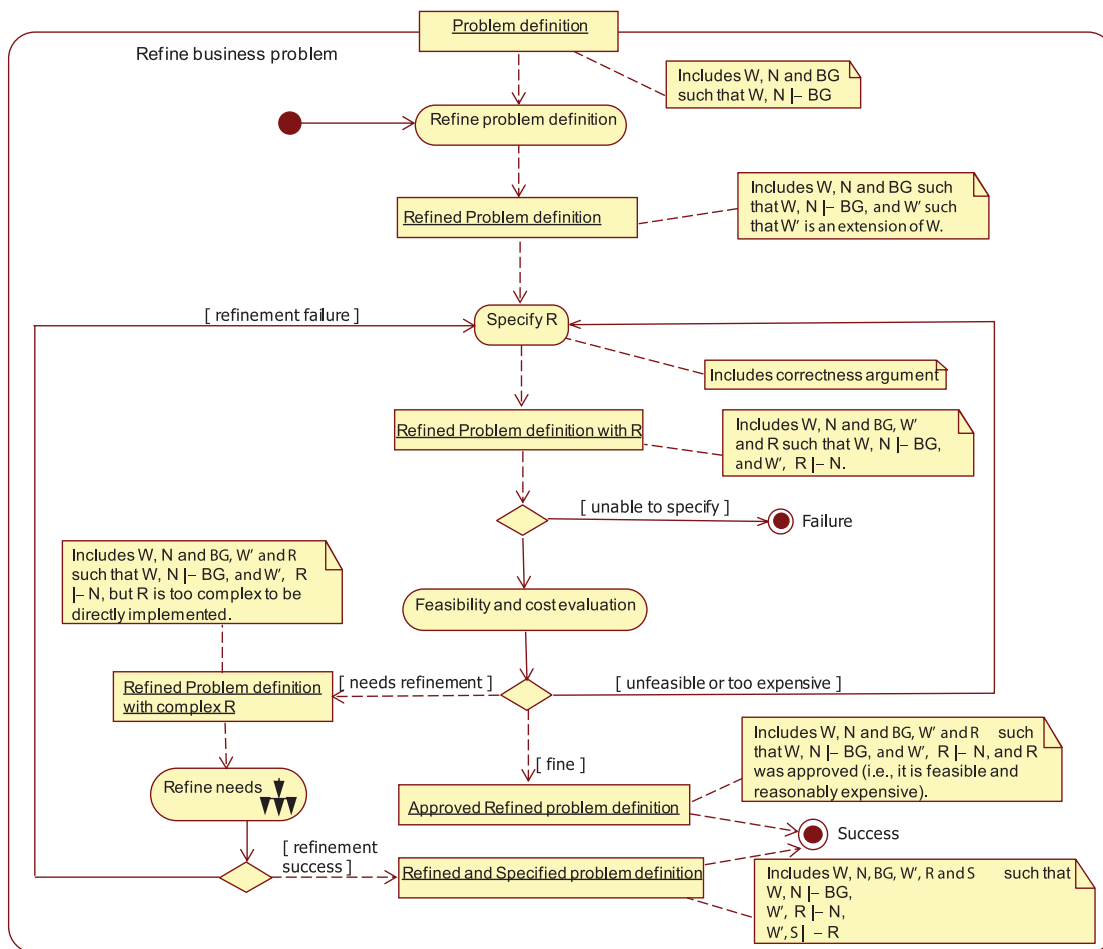 Problem definition
Refine business problem
Includes W, N and BG
such that W, N |– BG
Refine problem definition
Includes W, N and BG such
that W, N |– BG, and W’ such
that W’ is an extension of W.
Refined Problem definition
[ refinement failure ]
Specify R
Includes correctness argument
Refined Problem definition with R
Includes W, N and BG, W’
and R such that W, N |– BG,
and W’, R |– N.
[ unable to specify ]
Failure
Includes W, N and BG, W’ and R
such that W, N |– BG, and W’, R
|– N, but R is too complex to be
directly implemented.
Feasibility and cost evaluation
Refined Problem definition
with complex R
[ needs refinement ]
[ unfeasible or too expensive ]
[ fine ]
Includes W, N and BG, W’ and R such
that W, N |– BG, and W’, R |– N, and R
was approved (i.e., it is feasible and
reasonably expensive).
Refine needs
Approved Refined problem definition
Success
[ refinement
success ]
Refined and Specified problem definition
Includes W, N, BG, W’, R and S such that
W, N |– BG,
W’, R |– N,
W’, S| – R